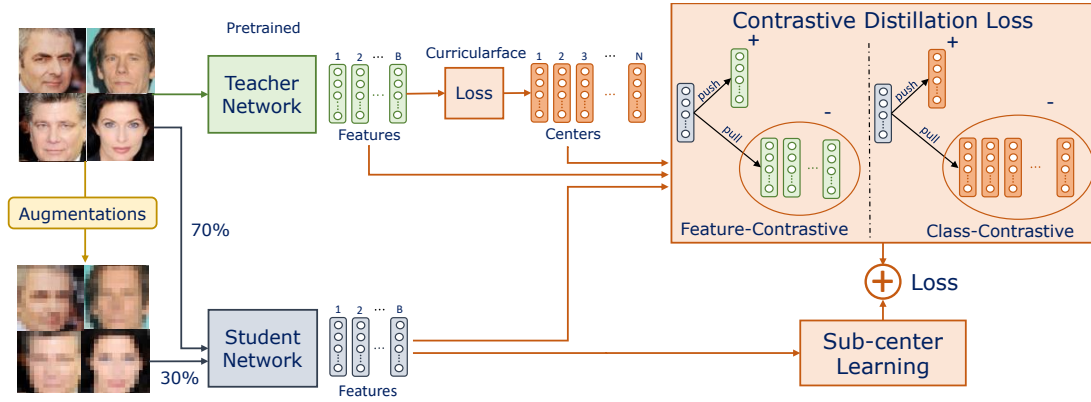 Pretrained
Teacher
Network
1 2 ... B
Features
Curricularface
Loss
1 2 3 ... N
Centers
Contrastive Distillation Loss
+
push
pull
-
...
Feature-Contrastive
+
push
pull
-
...
Class-Contrastive
Augmentations
70%
30%
Student
Network
1 2 ... B
Features
+ Loss
Sub-center
Learning